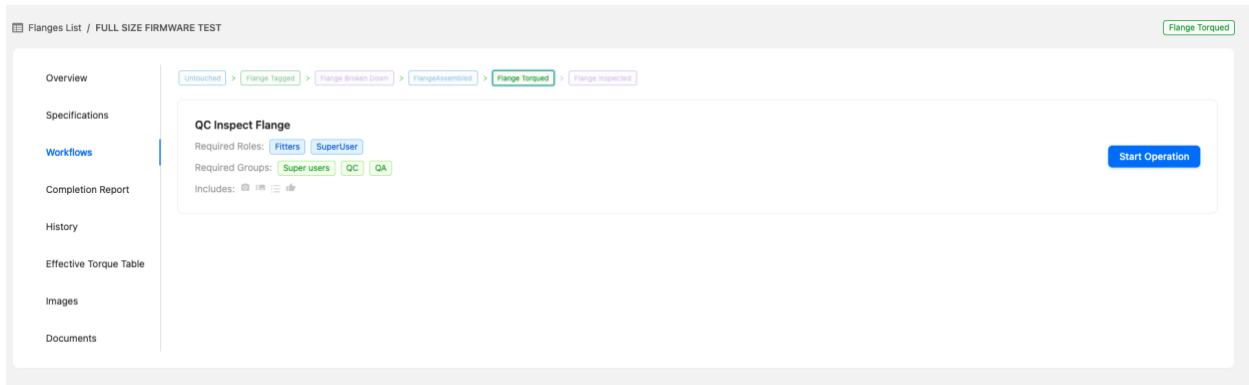 Flanges List / FULL SIZE FIRMWARE TEST
Flange Torqued
Overview
Specifications
Workflows
Completion Report
History
Effective Torque Table
Images
Documents
Untouched > Flange Tagged > Flange Broken Down > FlangeAssembled > Flange Torqued > Flange Inspected
QC Inspect Flange
Required Roles: Fitters SuperUser
Required Groups: Super users QC QA
Includes:
Start Operation